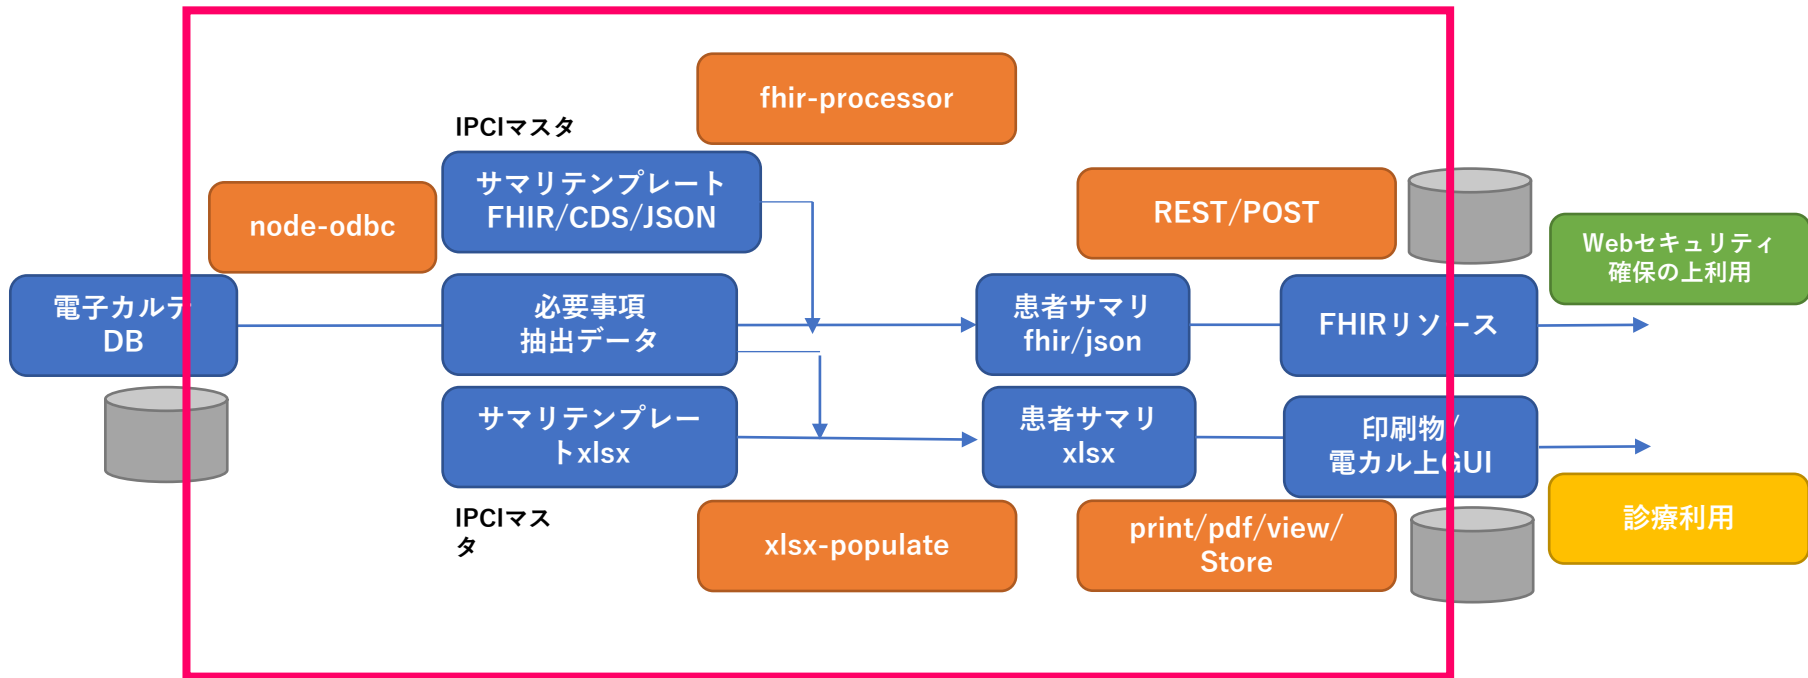 fhir-processor
IPCIマスタ
サマリテンプレート
FHIR/CDS/JSON
node-odbc
REST/POST
Webセキュリティ
確保の上利用
電子カルテ
DB
必要事項
抽出データ
患者サマリ
fhir/json
FHIRリソース
サマリテンプレー
トxlsx
患者サマリ
xlsx
印刷物/
電カル上GUI
IPCIマス
タ
xlsx-populate
print/pdf/view/
Store
診療利用